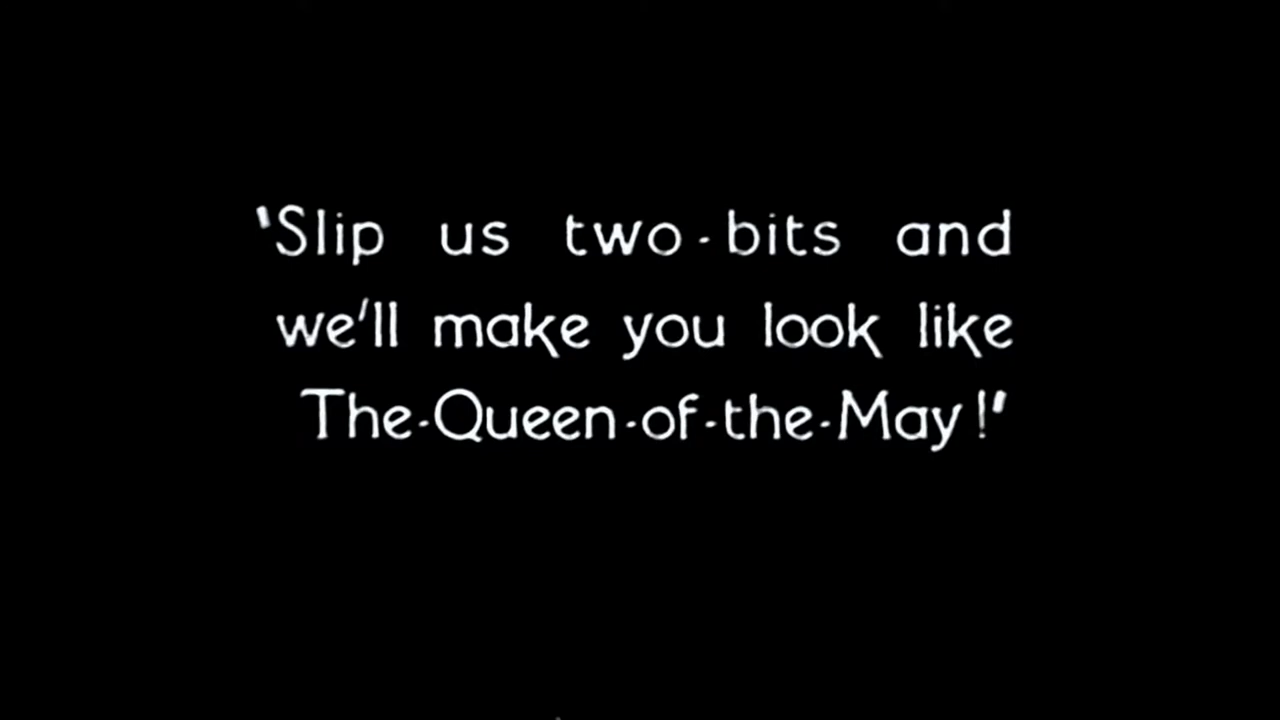 'Slip us two-bits and
we'll make you look like
The-Queen-of-the-May!'